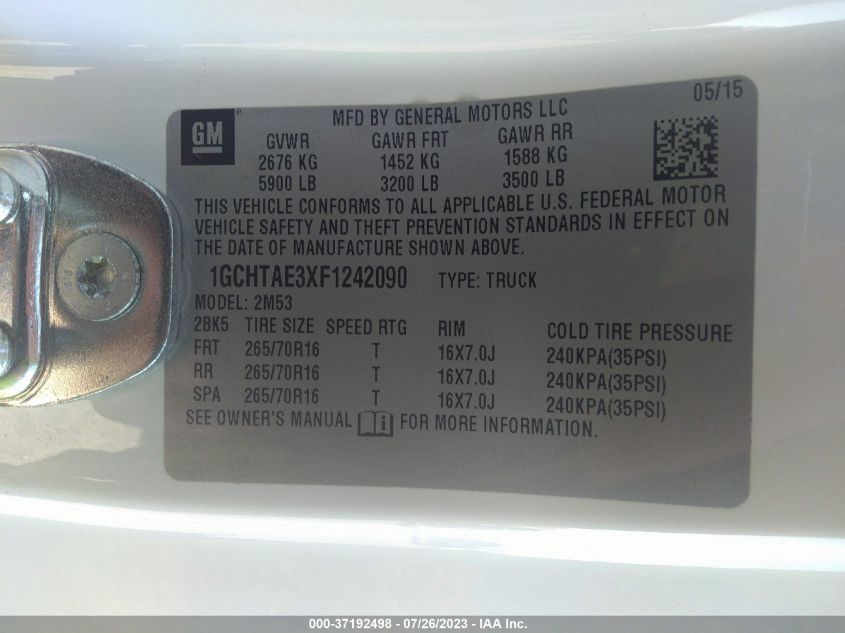 05/15
GM
MFD BY GENERAL MOTORS LLC
GVWR GAWR FRT GAWR RR
2676 KG 1452 KG 1588 KG
5900 LB 3200 LB 3500 LB
THIS VEHICLE CONFORMS TO ALL APPLICABLE U.S. FEDERAL MOTOR
VEHICLE SAFETY AND THEFT PREVENTION STANDARDS IN EFFECT ON
THE DATE OF MANUFACTURE SHOWN ABOVE.
1GCHTAE3XF1242090 TYPE: TRUCK
MODEL: 2M53
2BK5 TIRE SIZE SPEED RTG RIM COLD TIRE PRESSURE
FRT 265/70R16 T 16X7.0J 240KPA(35PSI)
RR 265/70R16 T 16X7.0J 240KPA(35PSI)
SPA 265/70R16 T 16X7.0J 240KPA(35PSI)
SEE OWNER'S MANUAL i FOR MORE INFORMATION.
000-37192498 - 07/26/2023 - IAAI.com